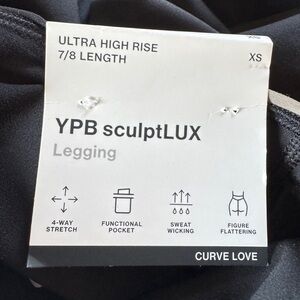 ULTRA HIGH RISE
7/8 LENGTH
XS
YPB sculptLUX
Legging
4-WAY
STRETCH
FUNCTIONAL
POCKET
SWEAT
WICKING
FIGURE
FLATTERING
CURVE LOVE